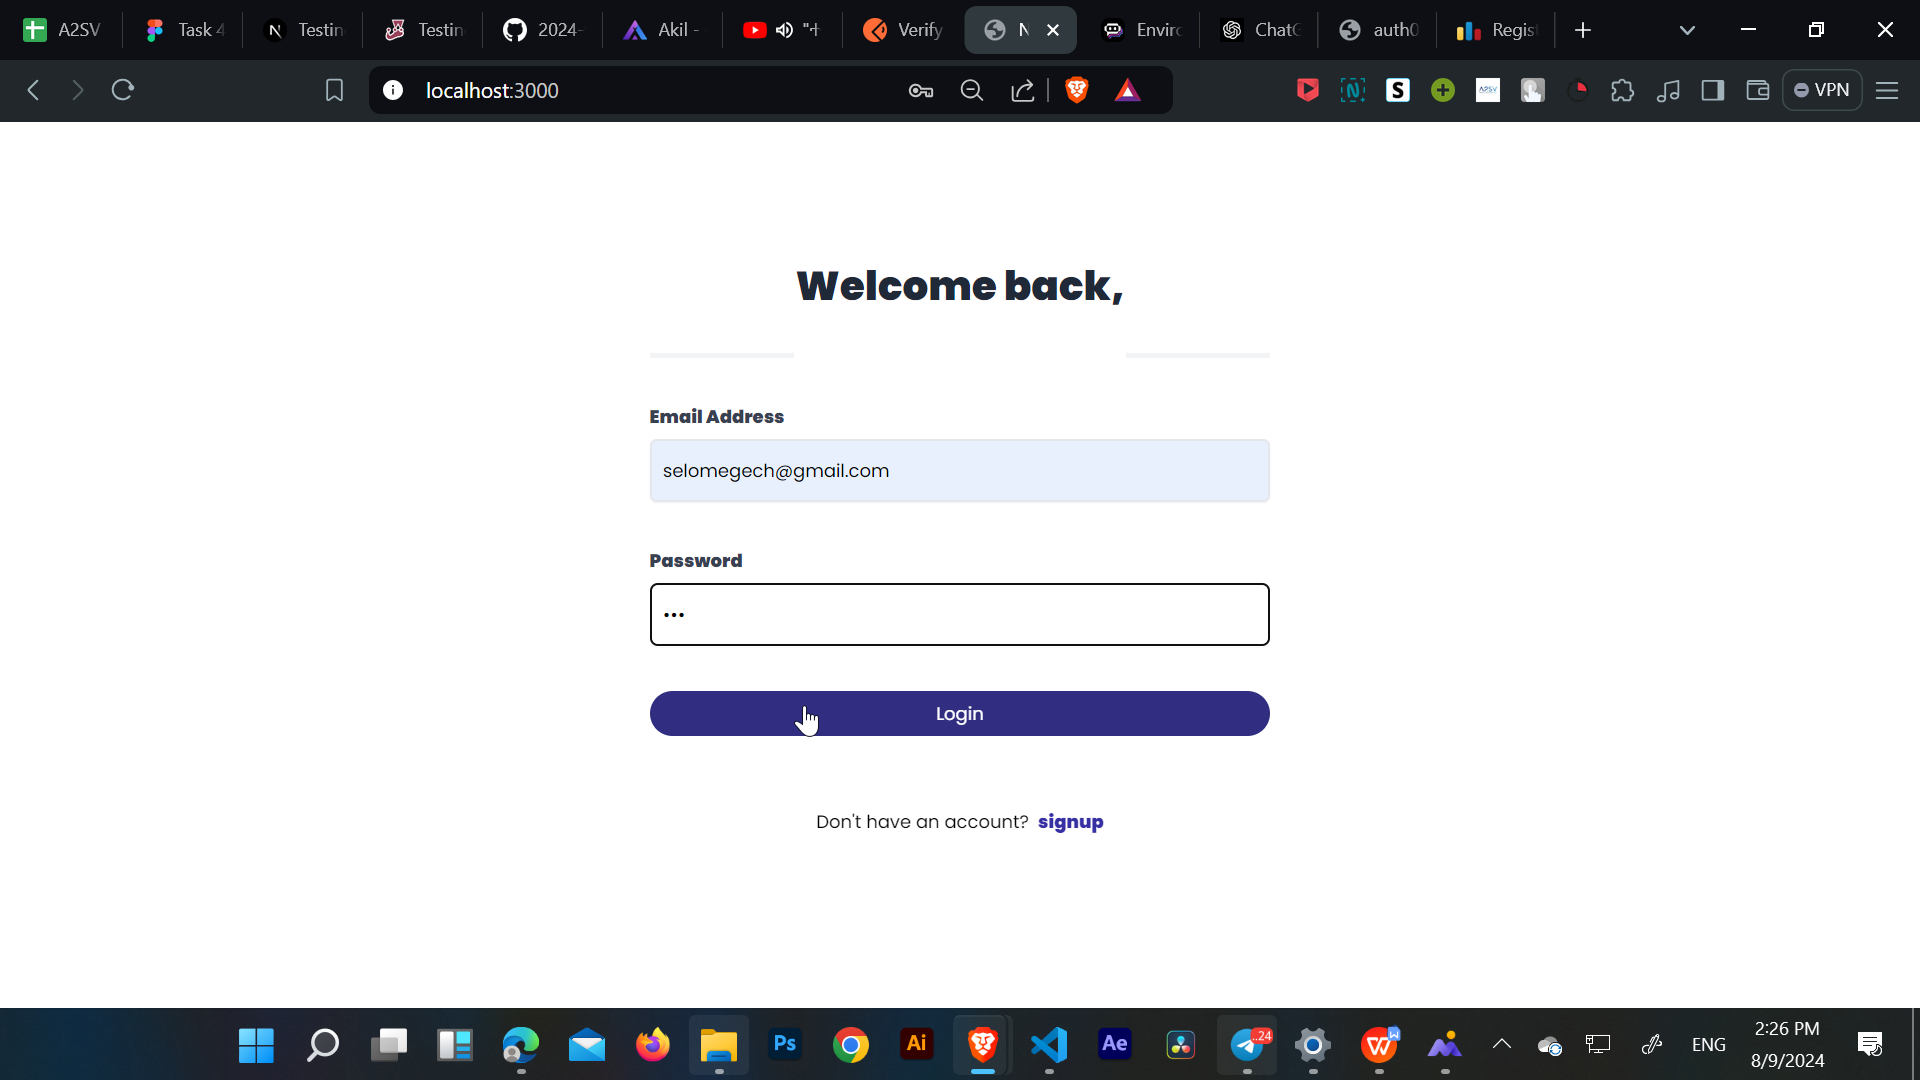 A2SV
Task 4
Testin
Testin
2024-
Akil -
Verify
N
Enviro
ChatG
auth0
Regis
localhost:3000
VPN
Welcome back,
Email Address
selomegech@gmail.com
Password
Login
Don't have an account? signup
Ps
Ai
Ae
24
ENG
2:26 PM
8/9/2024